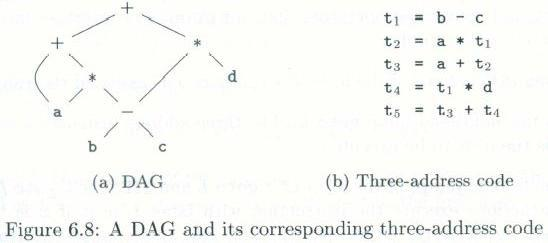 +
+ *
* d
a -
b c
t1 = b - c
t2 = a * t1
t3 = a + t2
t4 = t1 * d
t5 = t3 + t4
(a) DAG (b) Three-address code
Figure 6.8: A DAG and its corresponding three-address code